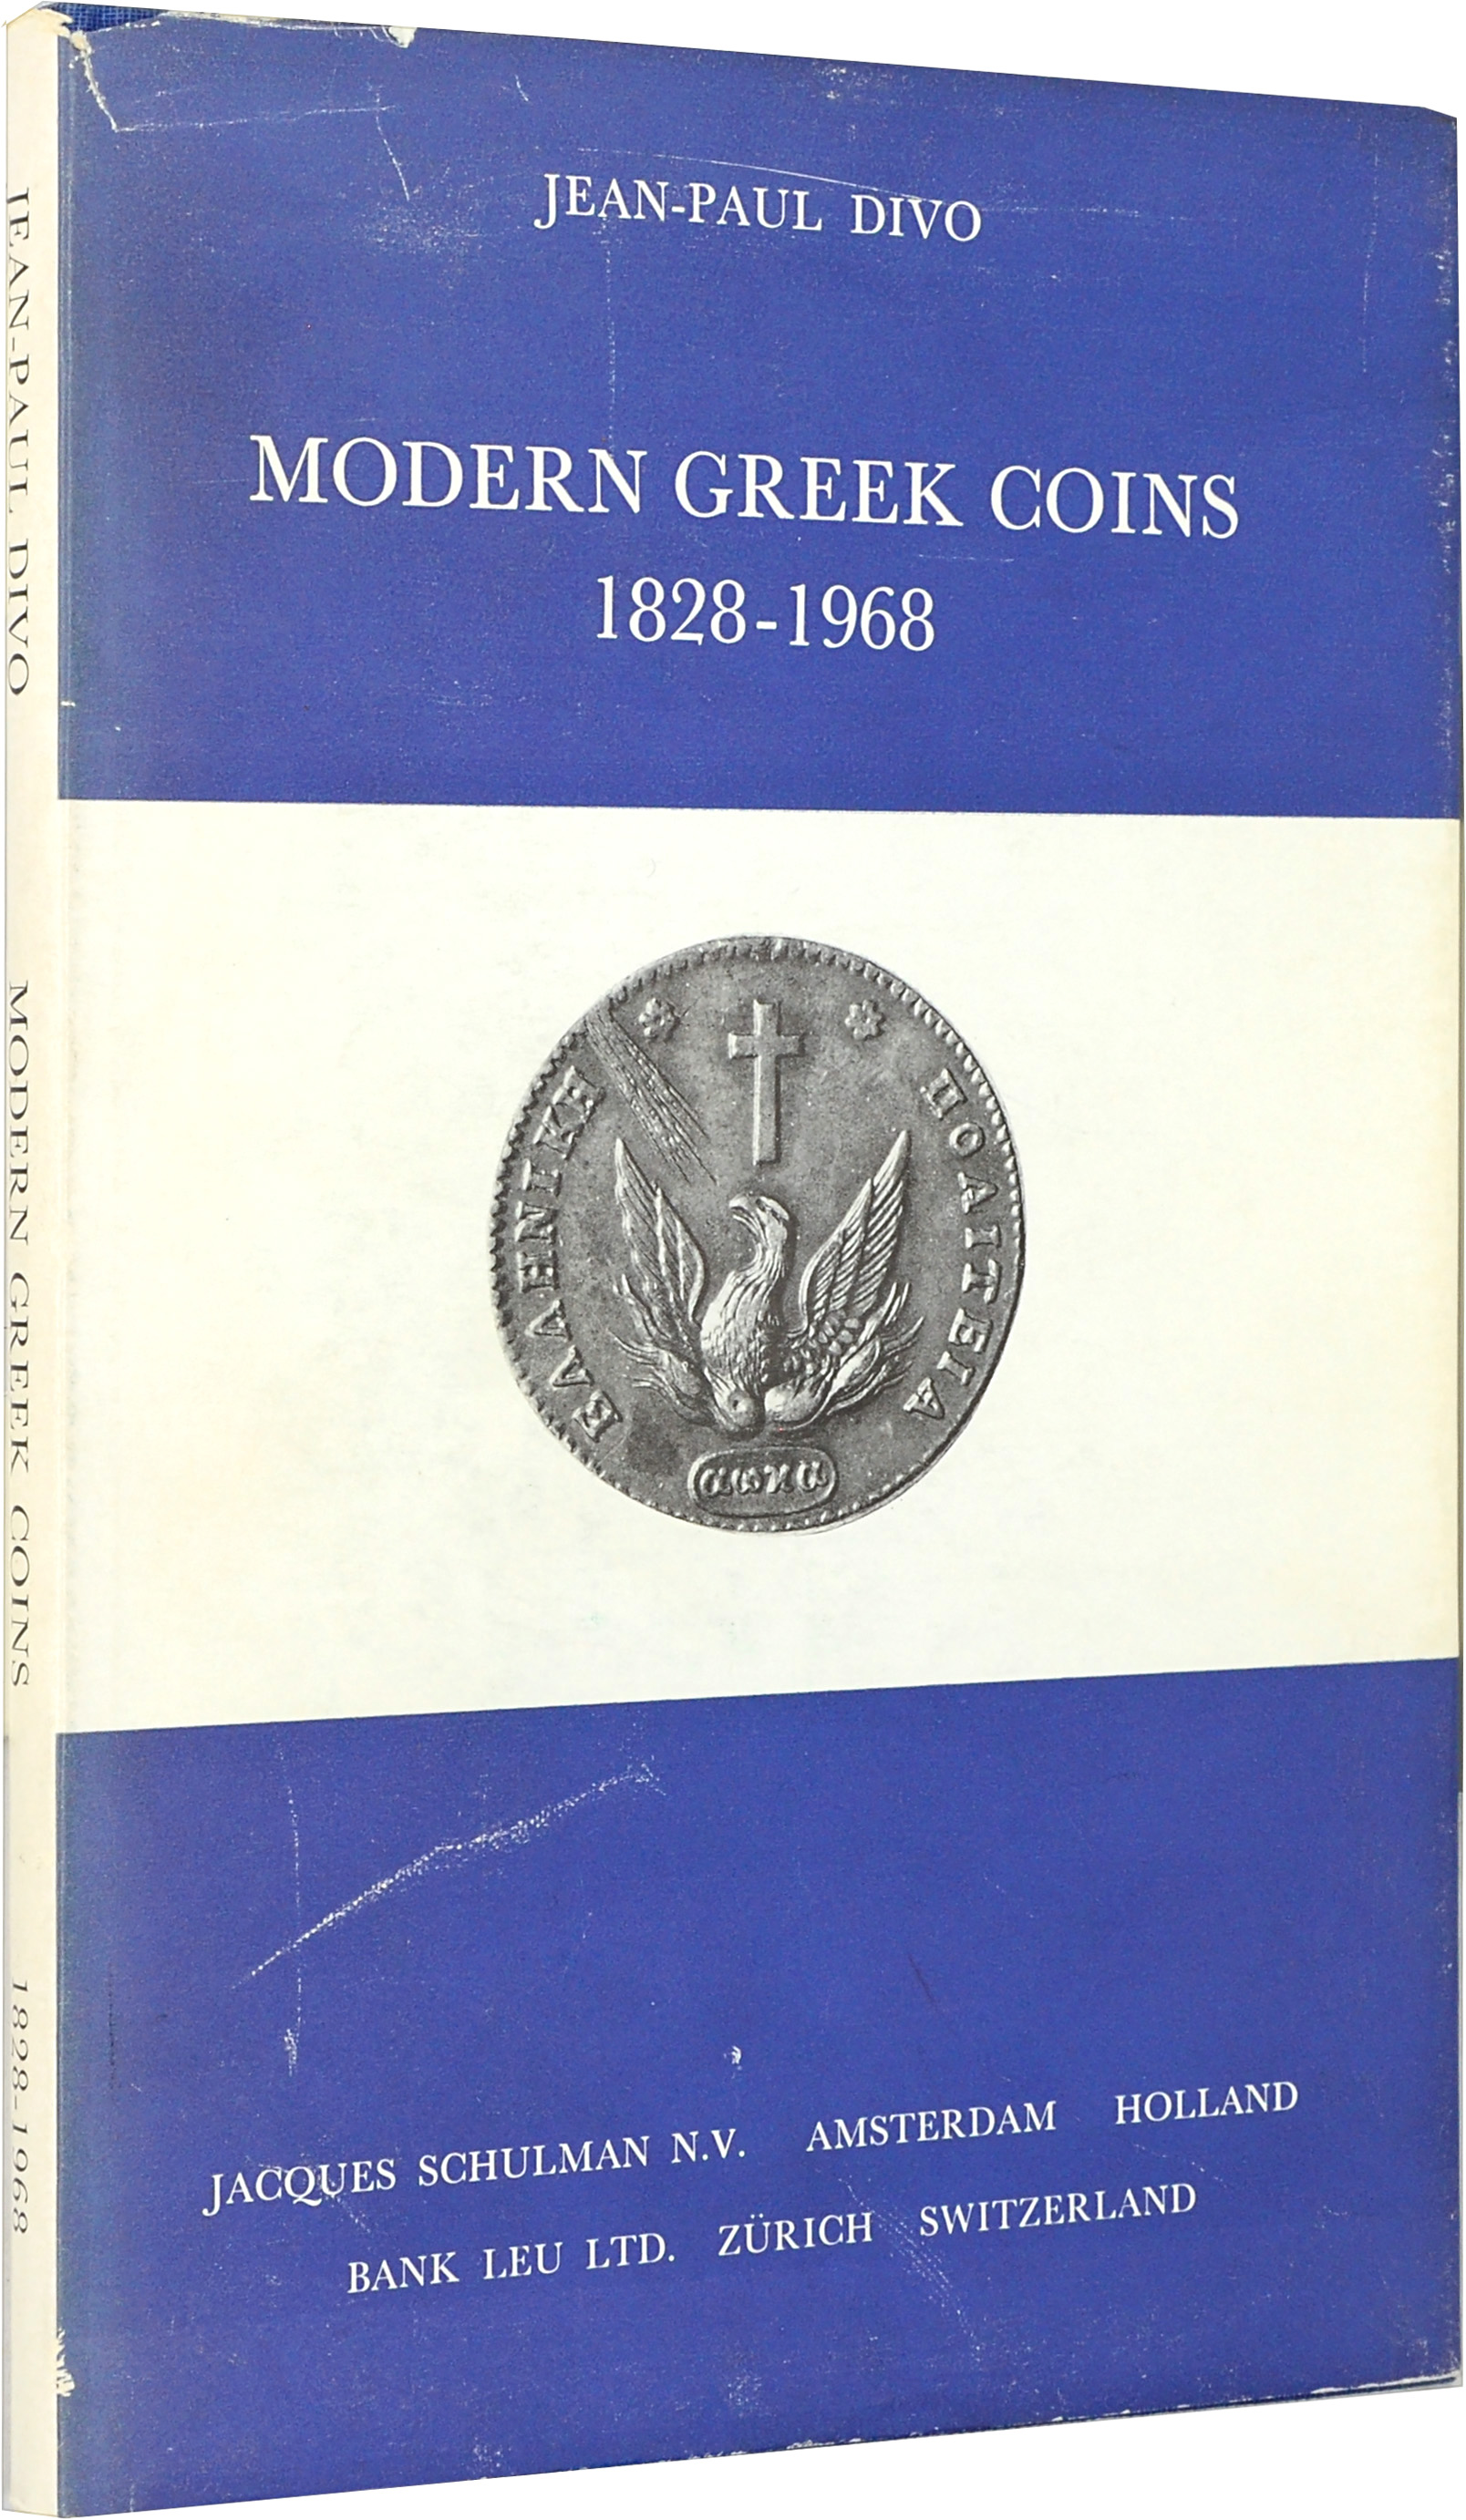 JEAN-PAUL DIVO
MODERN GREEK COINS
1828-1968
ΕΛΛΗΝΙΚΗ ΠΟΛΙΤΕΙΑ
αωκα
JACQUES SCHULMAN N.V. AMSTERDAM HOLLAND
BANK LEU LTD. ZÜRICH SWITZERLAND
JEAN-PAUL DIVO MODERN GREEK COINS 1828-1968